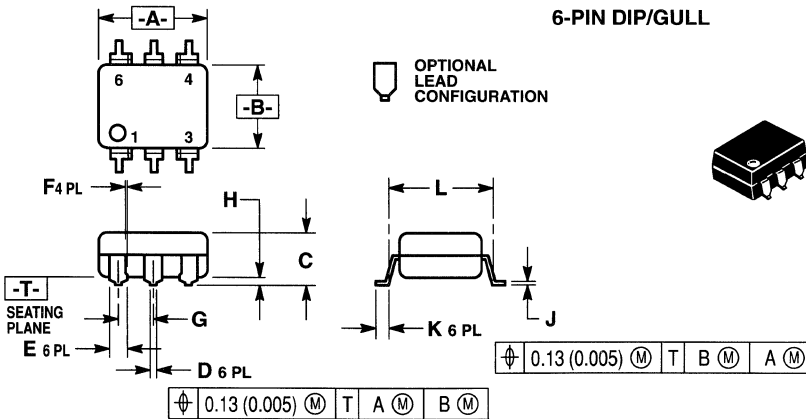 6-PIN DIP/GULL
-A-
6 4
-B-
1 3
OPTIONAL
LEAD
CONFIGURATION
F 4 PL
H
L
C
-T-
SEATING
PLANE
G
J
K 6 PL
E 6 PL
D 6 PL
⌖ 0.13 (0.005) Ⓜ T B Ⓜ A Ⓜ
⌖ 0.13 (0.005) Ⓜ T A Ⓜ B Ⓜ